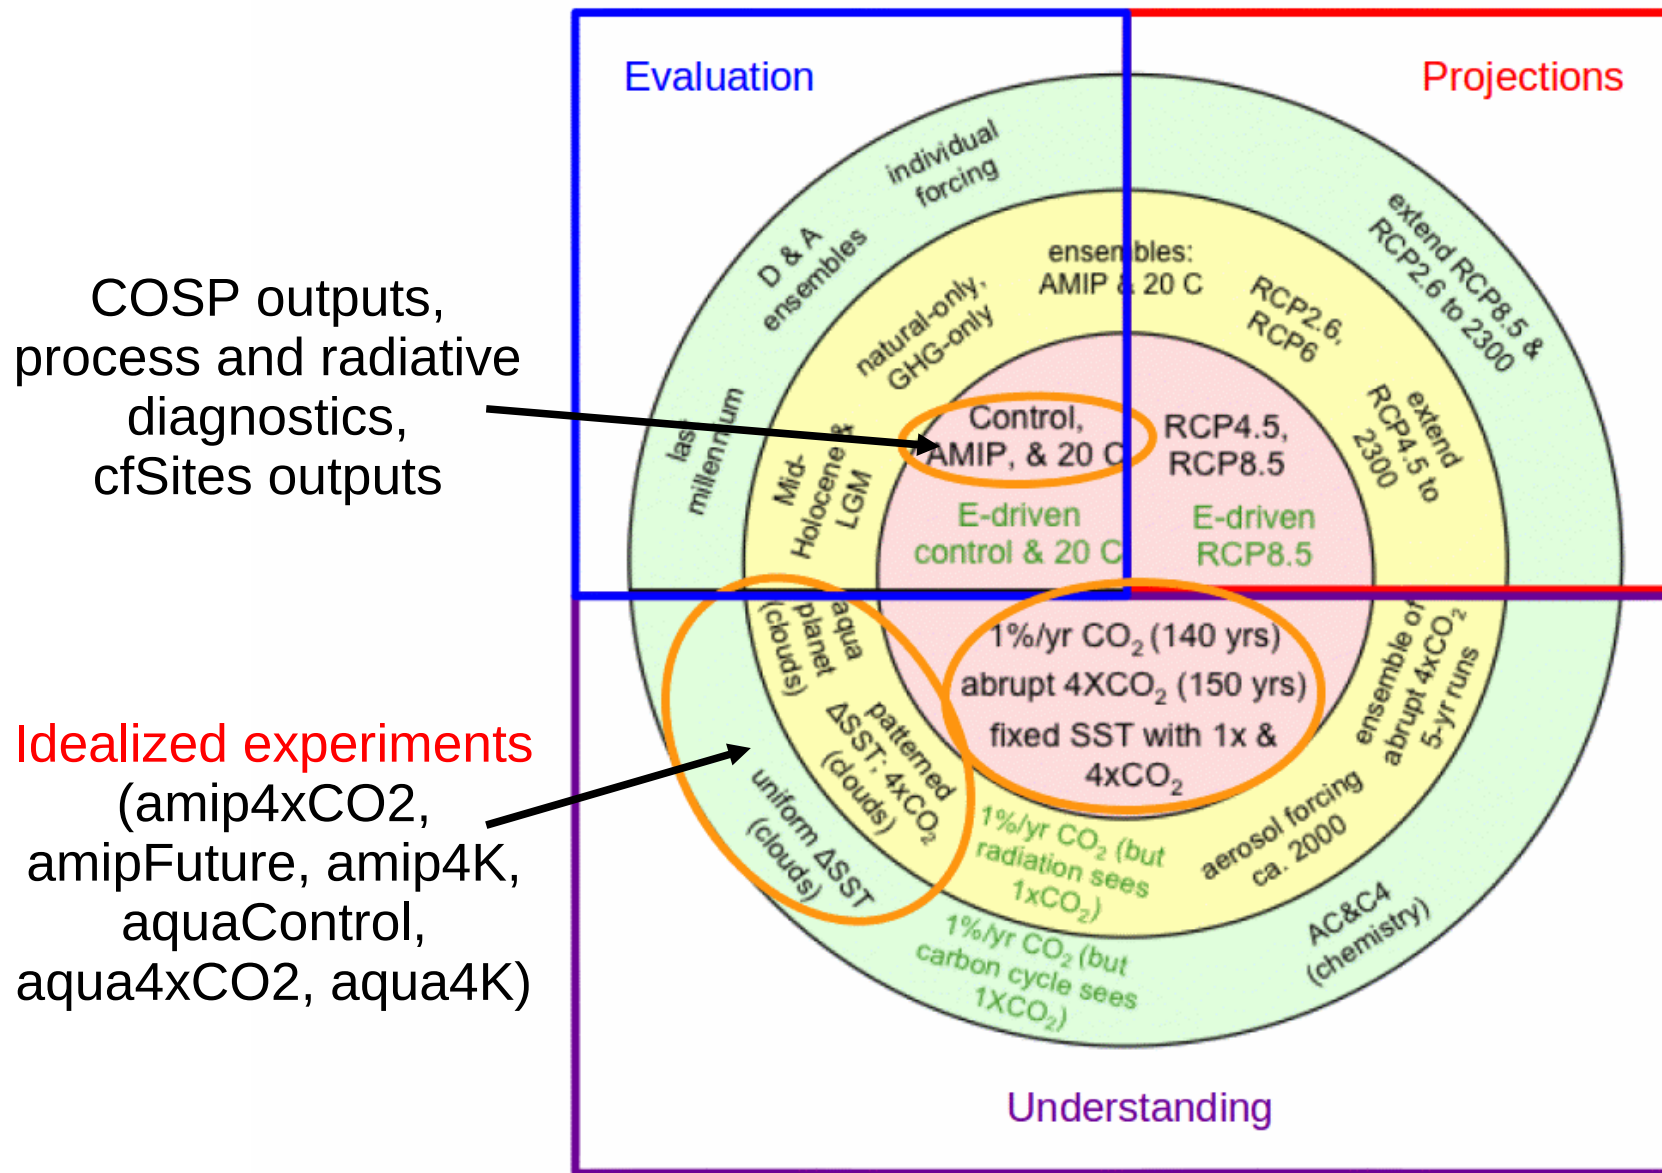 Evaluation
Projections
individual
forcing
D & A
ensembles
last
millennium
extend RCP8.5 &
RCP2.6 to 2300
ensembles:
AMIP & 20 C
natural-only,
GHG-only
Mid-
Holocene &
LGM
RCP2.6,
RCP6
extend
RCP4.5 to
2300
Control,
AMIP, & 20 C
E-driven
control & 20 C
RCP4.5,
RCP8.5
E-driven
RCP8.5
COSP outputs,
process and radiative
diagnostics,
cfSites outputs
Idealized experiments
(amip4xCO2,
amipFuture, amip4K,
aquaControl,
aqua4xCO2, aqua4K)
1%/yr CO₂ (140 yrs)
abrupt 4XCO₂ (150 yrs)
fixed SST with 1x &
4xCO₂
aqua
planet
(clouds)
patterned
ΔSST; 4xCO₂
(clouds)
uniform ΔSST
(clouds)
1%/yr CO₂ (but
radiation sees
1xCO₂)
1%/yr CO₂ (but
carbon cycle sees
1XCO₂)
ensemble of
abrupt 4xCO₂
5-yr runs
aerosol forcing
ca. 2000
AC&C4
(chemistry)
Understanding